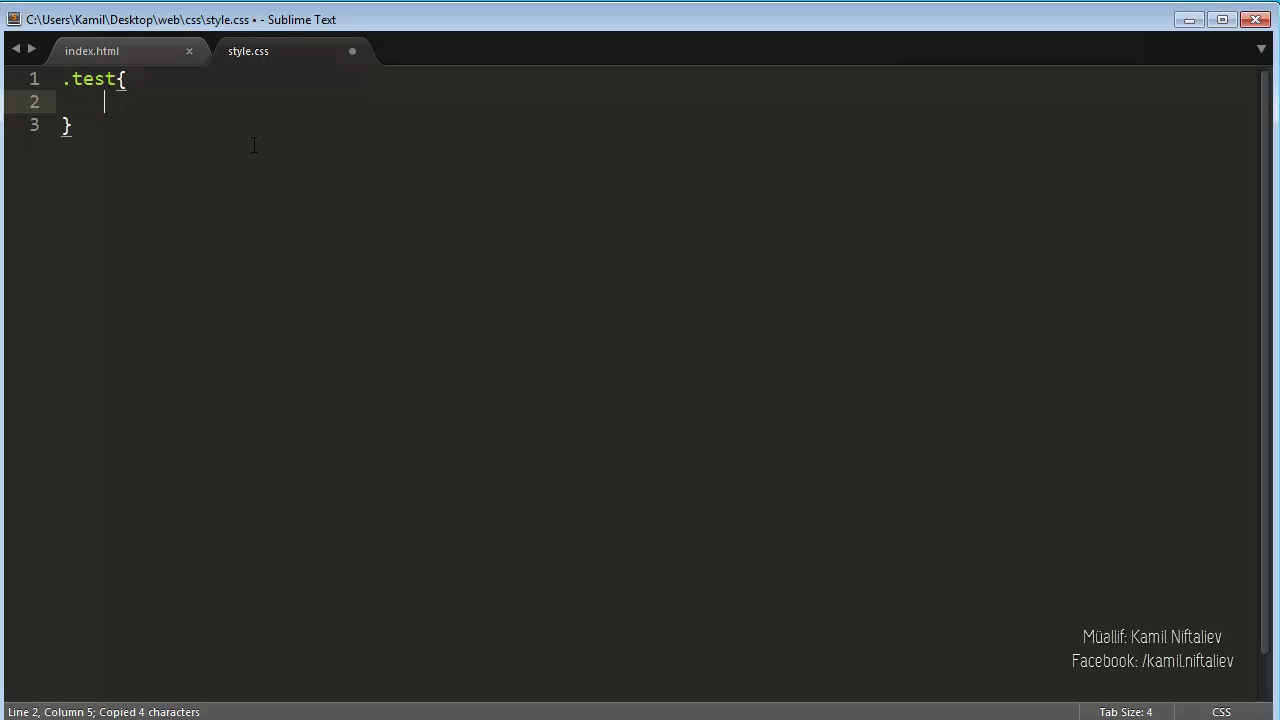 C:\Users\Kamil\Desktop\web\css\style.css • - Sublime Text
index.html
style.css
1 .test{
2
3 }
Müəllif: Kamil Niftaliev
Facebook: /kamil.niftaliev
Line 2, Column 5; Copied 4 characters
Tab Size: 4
CSS